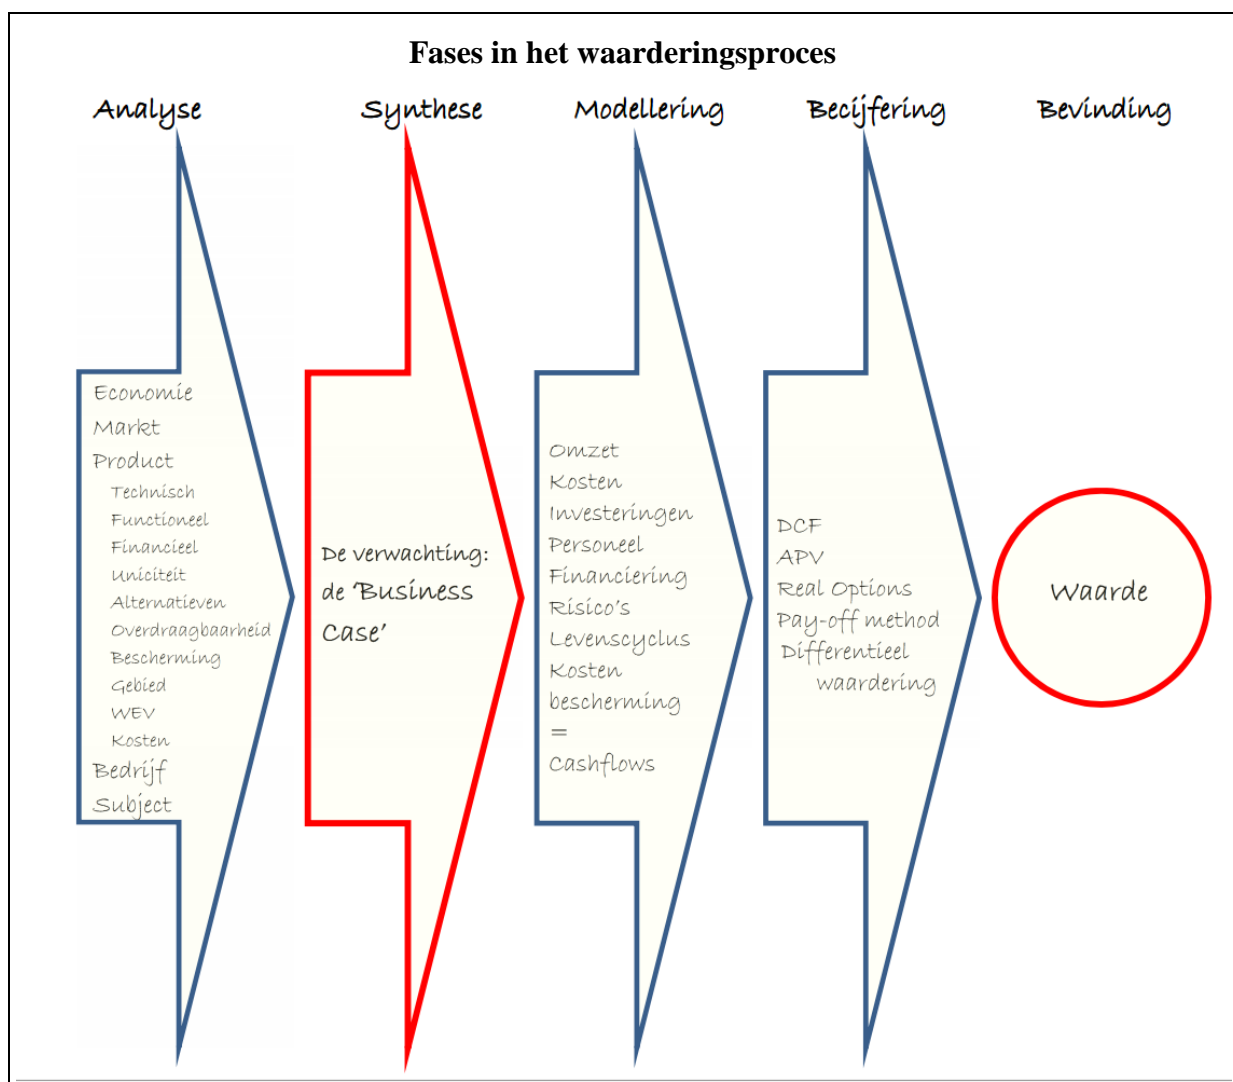 Fases in het waarderingsproces
Analyse
Synthese
Modellering
Becijfering
Bevinding
Economie
Markt
Product
Technisch
Functioneel
Financieel
Uniciteit
Alternatieven
Overdraagbaarheid
Bescherming
Gebied
WEV
Kosten
Bedrijf
Subject
De verwachting:
de 'Business
Case'
Omzet
Kosten
Investeringen
Personeel
Financiering
Risico's
Levenscyclus
Kosten
bescherming
=
Cashflows
DCF
APV
Real Options
Pay-off method
Differentieel
waardering
Waarde